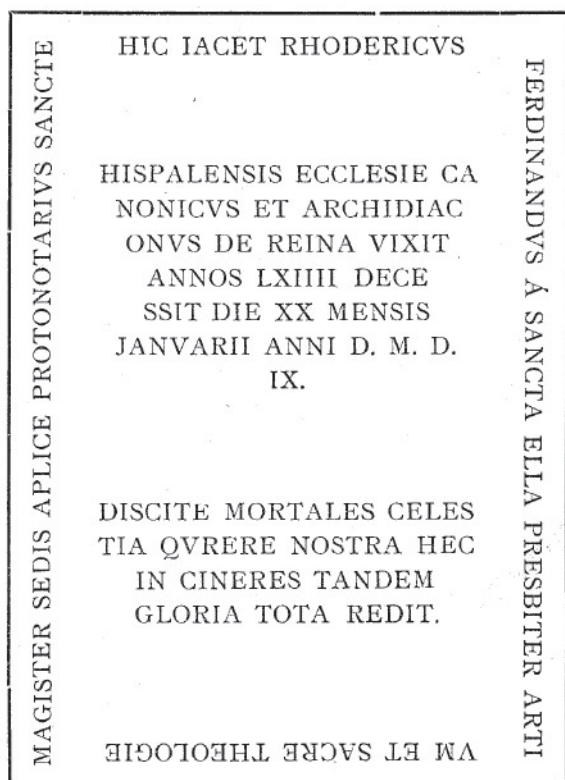 HIC IACET RHODERICVS
FERDINANDVS Á SANCTA ELLA PRESBITER ARTI
VM ET SACRE THEOLOGIE
MAGISTER SEDIS APLICE PROTONOTARIVS SANCTE
HISPALENSIS ECCLESIE CA
NONICVS ET ARCHIDIAC
ONVS DE REINA VIXIT
ANNOS LXIIII DECE
SSIT DIE XX MENSIS
JANVARII ANNI D. M. D.
IX.
DISCITE MORTALES CELES
TIA QVRERE NOSTRA HEC
IN CINERES TANDEM
GLORIA TOTA REDIT.